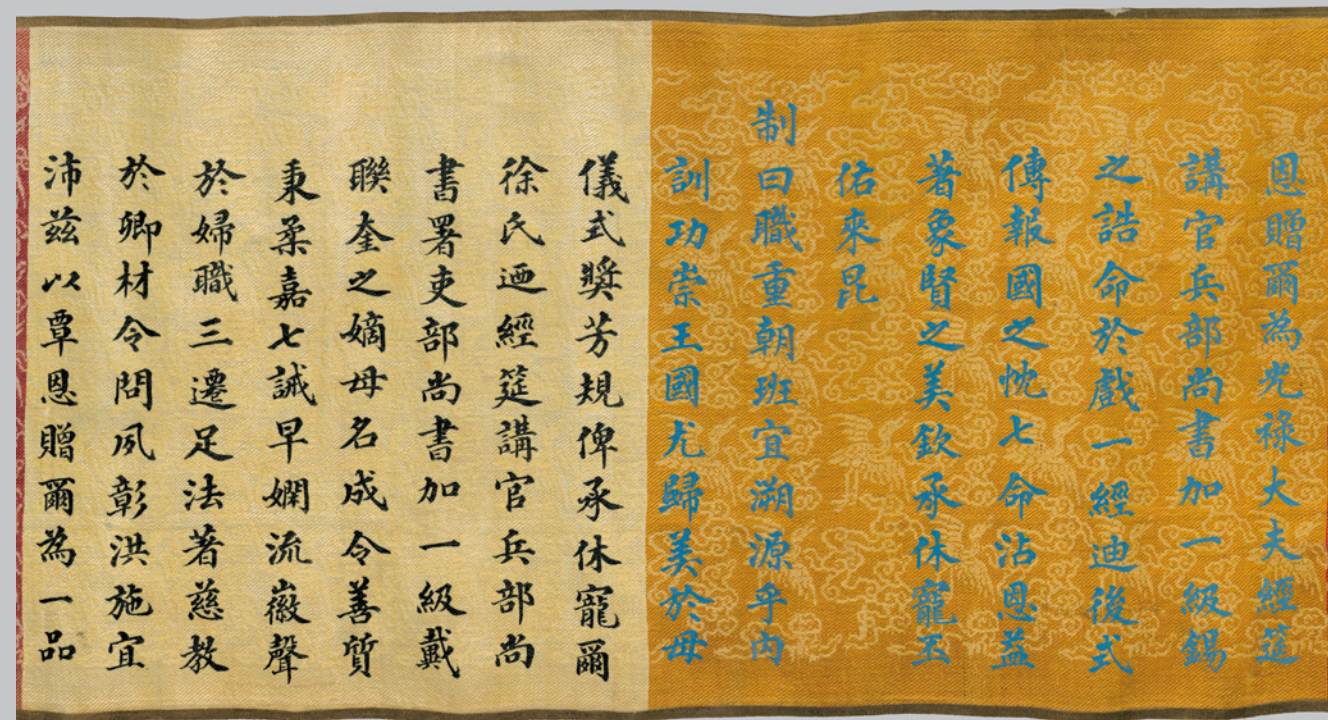 恩贈爾為光祿大夫經筵
講官兵部尚書加一級錫
之誥命於戲一經迪後式
傳報國之忱七命沾恩益
著象賢之美欽承休寵玉
佑來昆
制曰職重朝班宜溯源乎內
訓功崇王國尤歸美於母
儀式獎芳規俾承休寵爾
徐氏迺經筵講官兵部尚
書署吏部尚書加一級戴
聯奎之嫡母名成令善質
秉柔嘉七誡早嫻流徽聲
於婦職三遷足法著慈教
於卿材令問夙彰洪施宜
沛茲以覃恩贈爾為一品